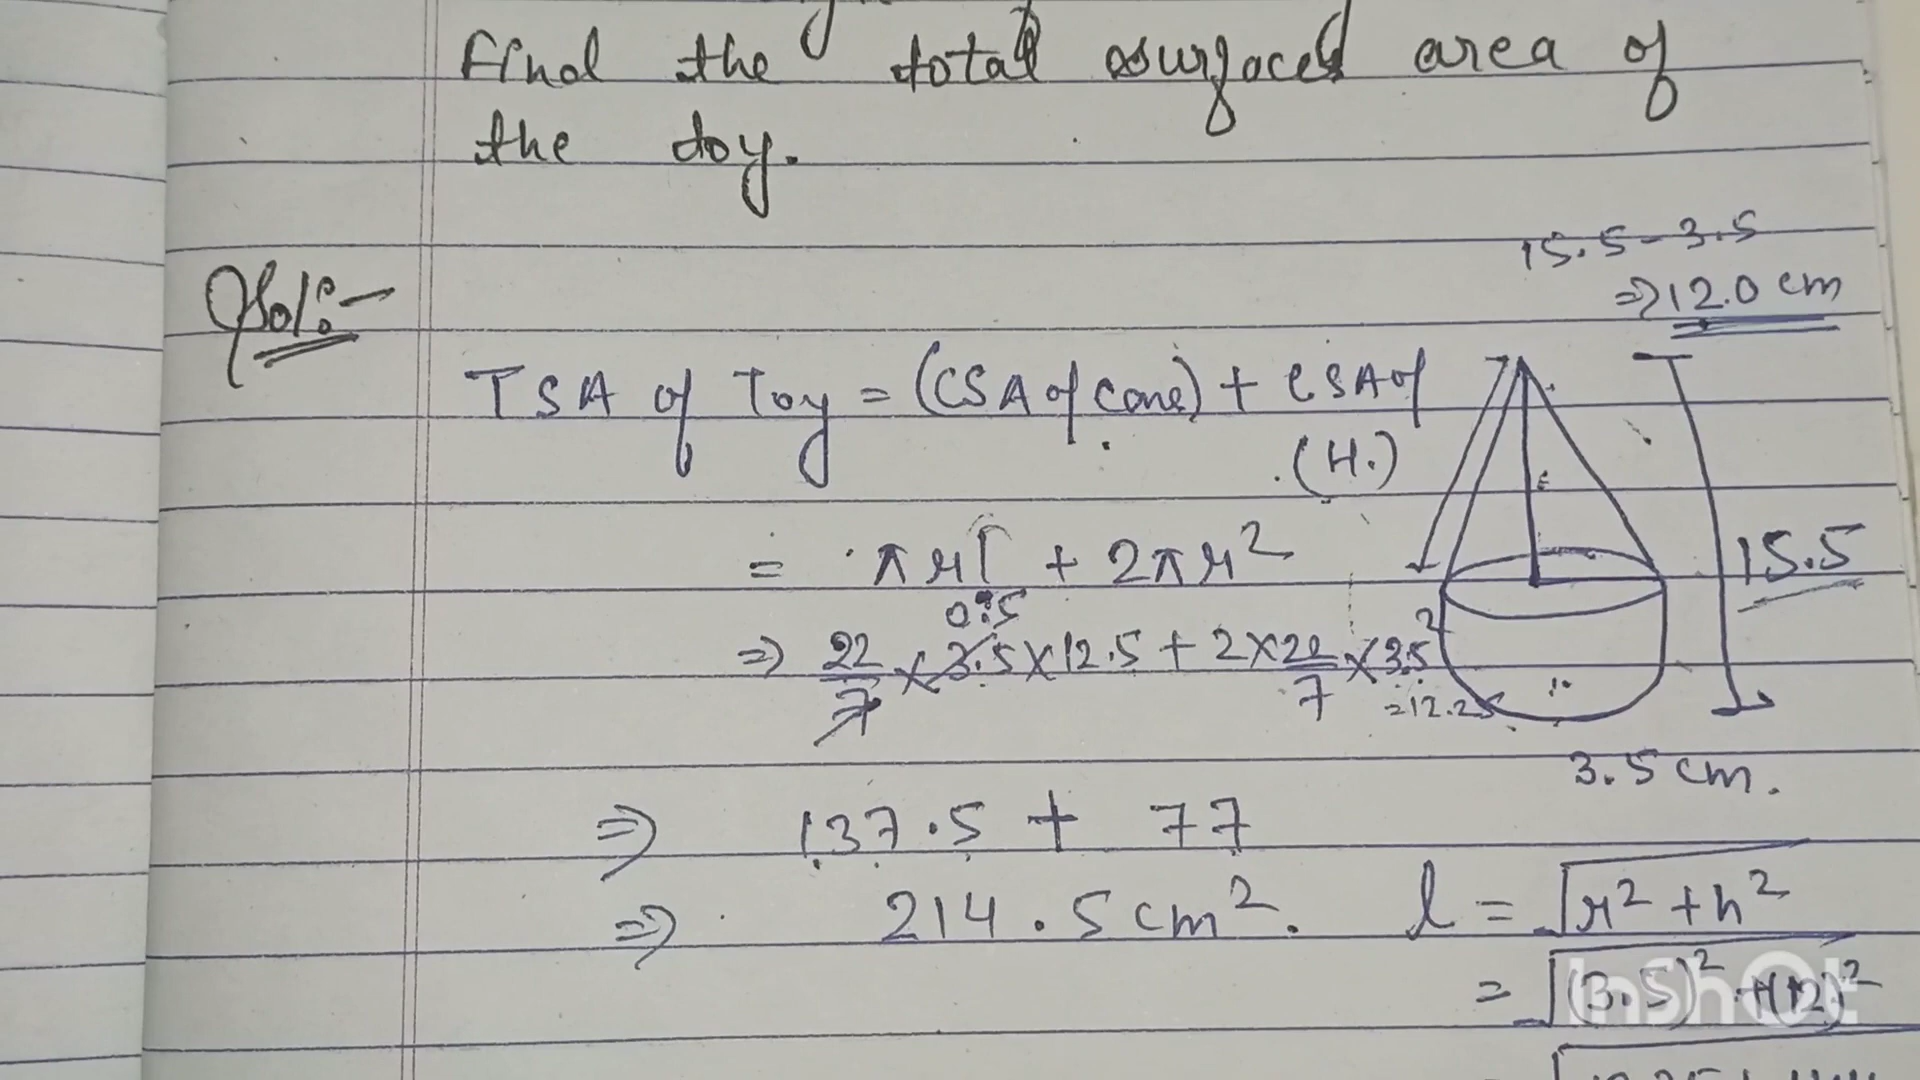 Find the total surface area of
the toy.
15.5-3.5
⇒12.0 cm
Sol:-
TSA of Toy = (CSA of cone) + CSA of
(H.)
= πrl + 2πr²
15.5
0.5
⇒ 22/7 × 3.5 × 12.5 + 2 × 22/7 × 3.5²
=12.25
3.5 cm.
⇒ 137.5 + 77
⇒ 214.5 cm².
l = √r² + h²
= √(3.5)² + (12)²
InShot